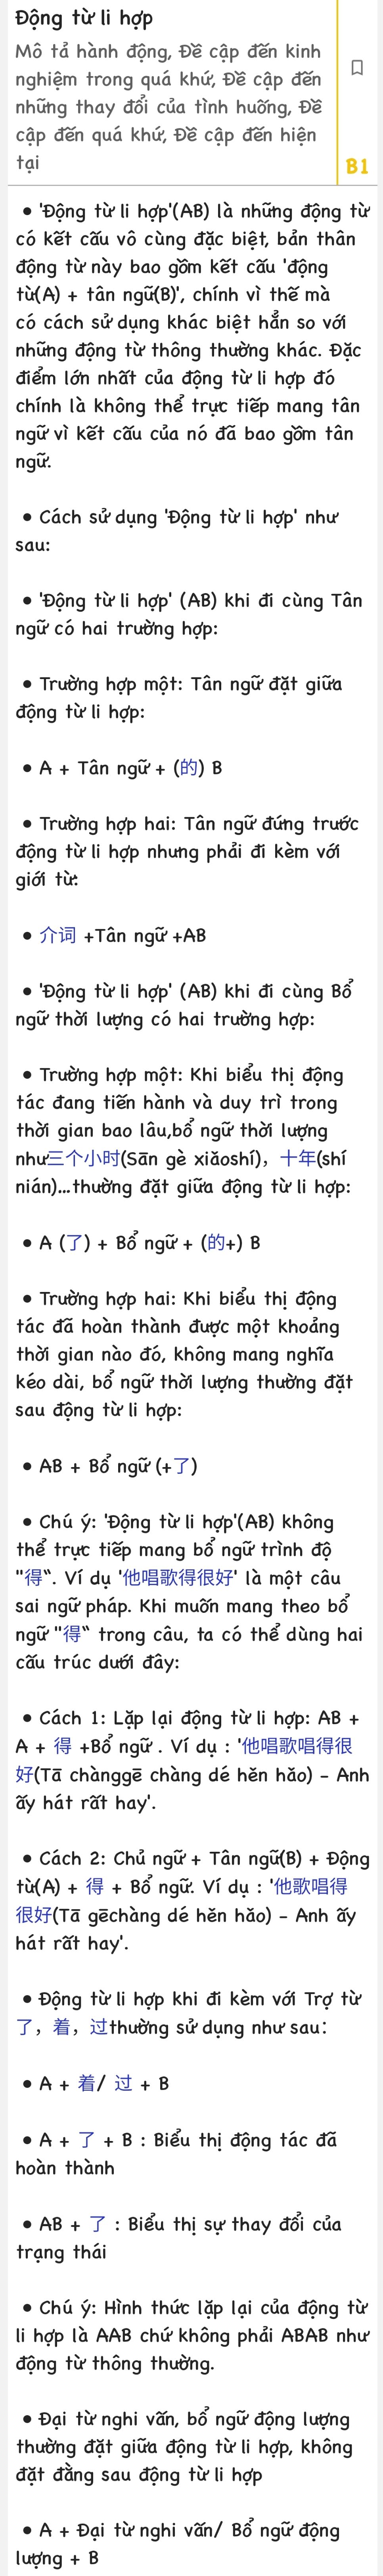 Động từ li hợp
Mô tả hành động, Đề cập đến kinh
nghiệm trong quá khứ, Đề cập đến
những thay đổi của tình huống, Đề
cập đến quá khứ, Đề cập đến hiện
tại
B1
• 'Động từ li hợp'(AB) là những động từ
có kết cấu vô cùng đặc biệt, bản thân
động từ này bao gồm kết cấu 'động
từ(A) + tân ngữ(B)', chính vì thế mà
có cách sử dụng khác biệt hẳn so với
những động từ thông thường khác. Đặc
điểm lớn nhất của động từ li hợp đó
chính là không thể trực tiếp mang tân
ngữ vì kết cấu của nó đã bao gồm tân
ngữ.
• Cách sử dụng 'Động từ li hợp' như
sau:
• 'Động từ li hợp' (AB) khi đi cùng Tân
ngữ có hai trường hợp:
• Trường hợp một: Tân ngữ đặt giữa
động từ li hợp:
• A + Tân ngữ + (的) B
• Trường hợp hai: Tân ngữ đứng trước
động từ li hợp nhưng phải đi kèm với
giới từ:
• 介词 +Tân ngữ +AB
• 'Động từ li hợp' (AB) khi đi cùng Bổ
ngữ thời lượng có hai trường hợp:
• Trường hợp một: Khi biểu thị động
tác đang tiến hành và duy trì trong
thời gian bao lâu,bổ ngữ thời lượng
như三个小时(Sān gè xiǎoshí)，十年(shí
nián)...thường đặt giữa động từ li hợp:
• A (了) + Bổ ngữ + (的+) B
• Trường hợp hai: Khi biểu thị động
tác đã hoàn thành được một khoảng
thời gian nào đó, không mang nghĩa
kéo dài, bổ ngữ thời lượng thường đặt
sau động từ li hợp:
• AB + Bổ ngữ (+了)
• Chú ý: 'Động từ li hợp'(AB) không
thể trực tiếp mang bổ ngữ trình độ
"得“. Ví dụ '他唱歌得很好' là một câu
sai ngữ pháp. Khi muốn mang theo bổ
ngữ "得“ trong câu, ta có thể dùng hai
cấu trúc dưới đây:
• Cách 1: Lặp lại động từ li hợp: AB +
A + 得 +Bổ ngữ . Ví dụ : '他唱歌唱得很
好(Tā chànggē chàng dé hěn hǎo) - Anh
ấy hát rất hay'.
• Cách 2: Chủ ngữ + Tân ngữ(B) + Động
từ(A) + 得 + Bổ ngữ. Ví dụ : '他歌唱得
很好(Tā gēchàng dé hěn hǎo) - Anh ấy
hát rất hay'.
• Động từ li hợp khi đi kèm với Trợ từ
了，着，过thường sử dụng như sau：
• A + 着/ 过 + B
• A + 了 + B : Biểu thị động tác đã
hoàn thành
• AB + 了 : Biểu thị sự thay đổi của
trạng thái
• Chú ý: Hình thức lặp lại của động từ
li hợp là AAB chứ không phải ABAB như
động từ thông thường.
• Đại từ nghi vấn, bổ ngữ động lượng
thường đặt giữa động từ li hợp, không
đặt đằng sau động từ li hợp
• A + Đại từ nghi vấn/ Bổ ngữ động
lượng + B